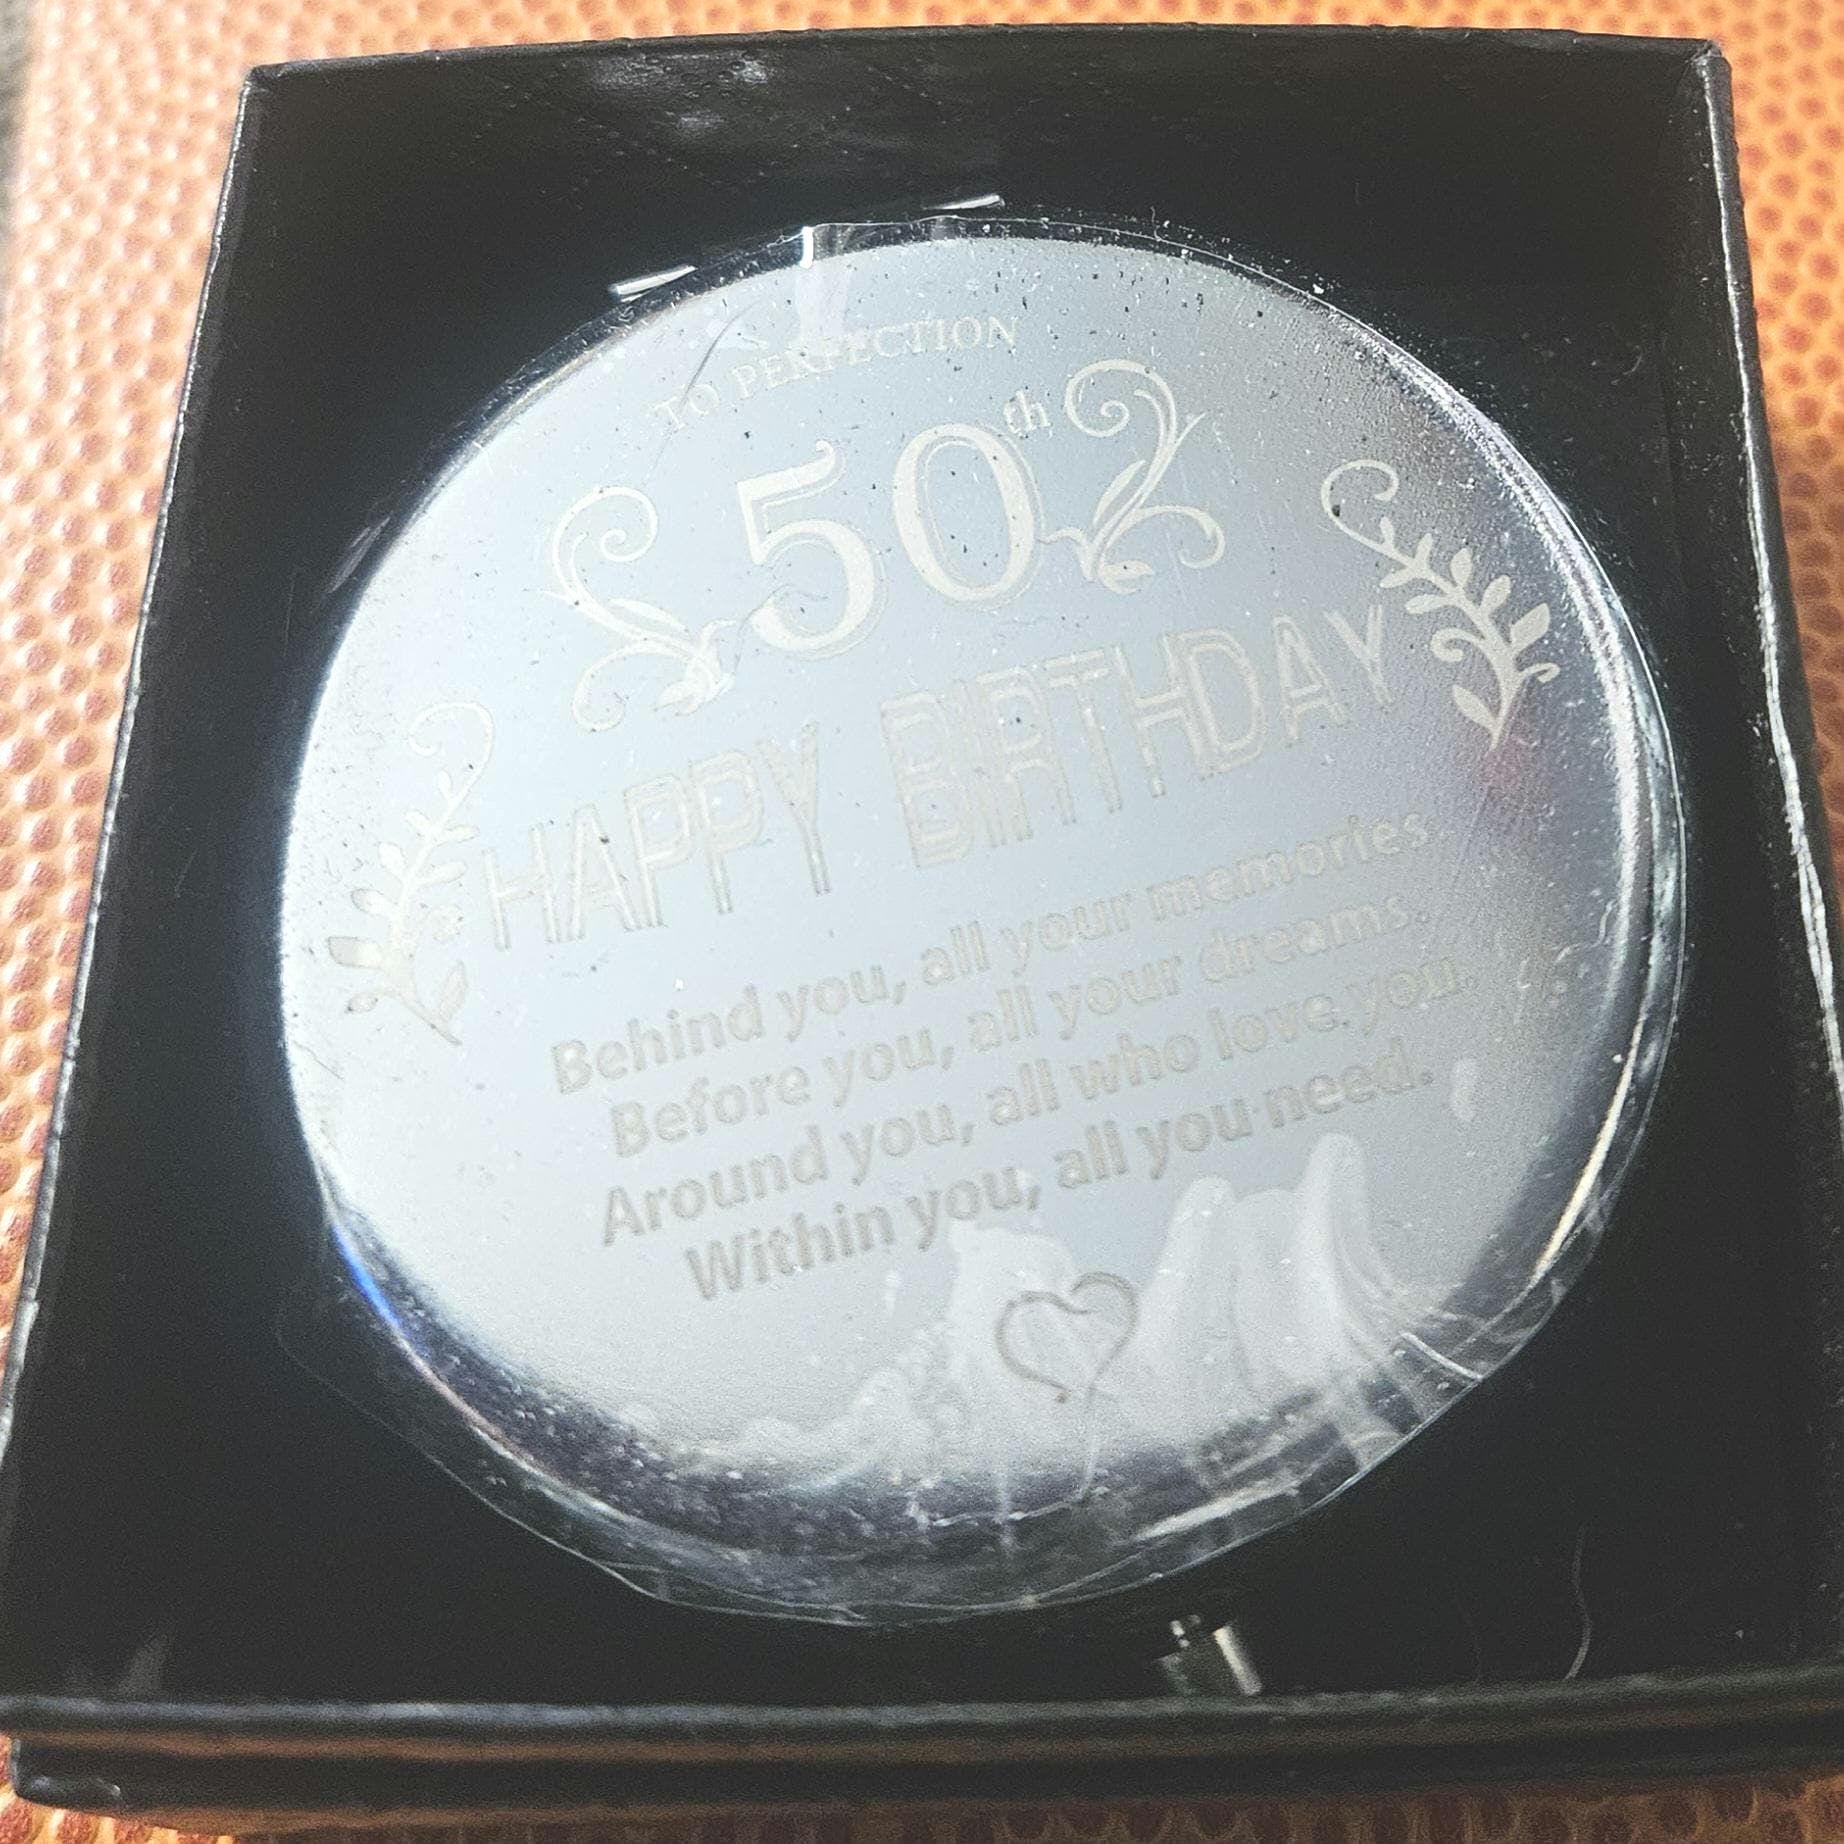 TO PERFECTION
50th
HAPPY BIRTHDAY
Behind you, all your memories
Before you, all your dreams.
Around you, all who love you.
Within you, all you need.